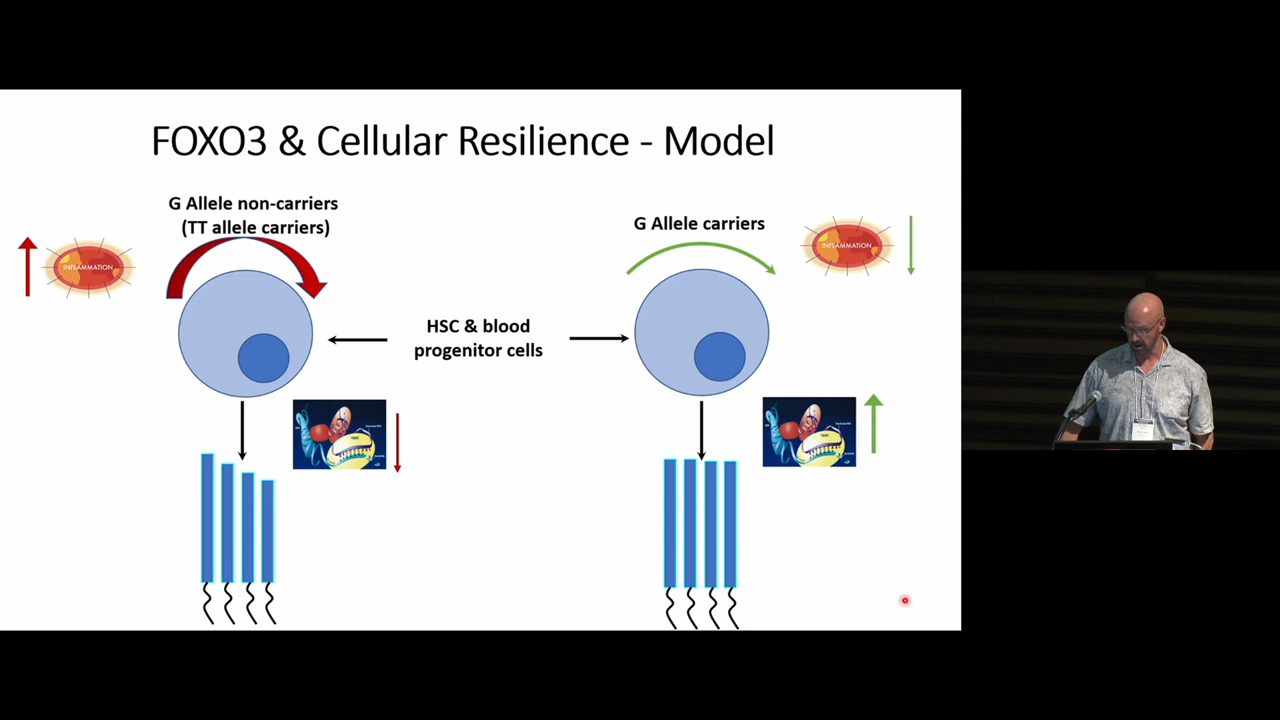 FOXO3 & Cellular Resilience - Model
G Allele non-carriers
(TT allele carriers)
INFLAMMATION
G Allele carriers
INFLAMMATION
HSC & blood
progenitor cells